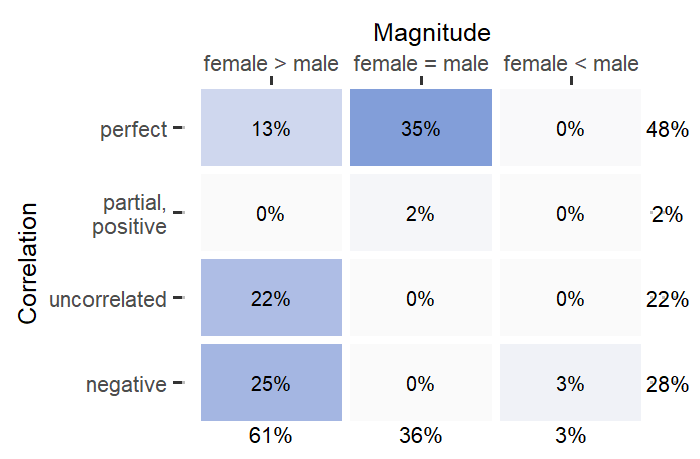 Magnitude
female > male female = male female < male
perfect 13% 35% 0% 48%
partial,
positive 0% 2% 0% 2%
Correlation
uncorrelated 22% 0% 0% 22%
negative 25% 0% 3% 28%
61% 36% 3%